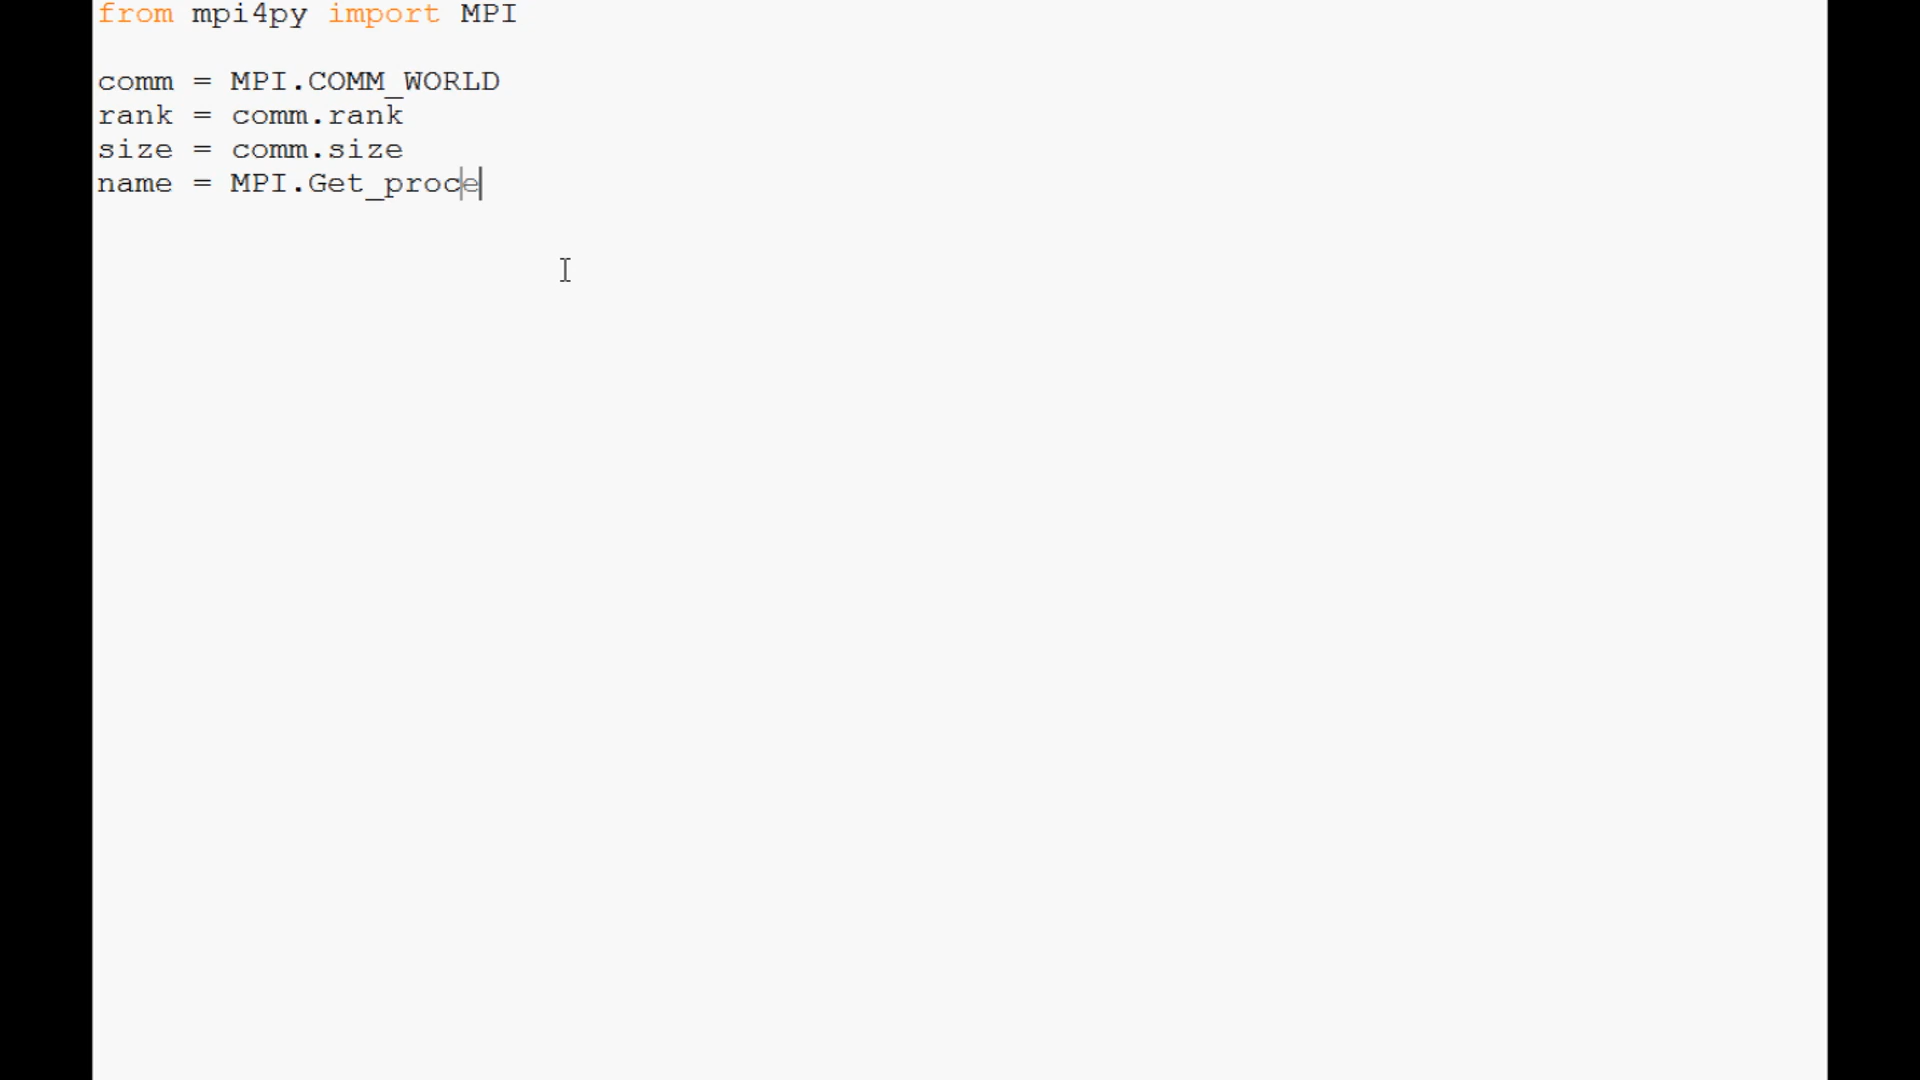 from mpi4py import MPI
comm = MPI.COMM_WORLD
rank = comm.rank
size = comm.size
name = MPI.Get_proce